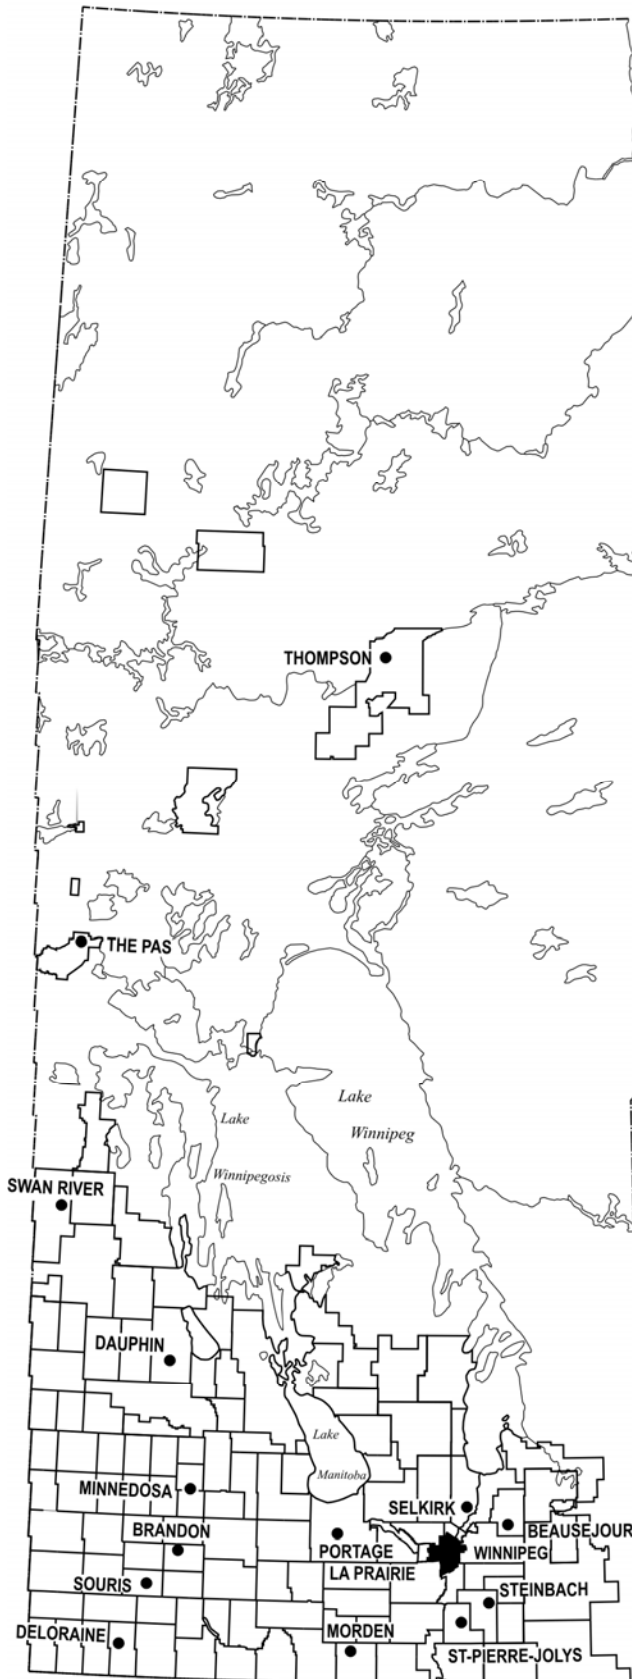 THOMPSON
THE PAS
Lake
Winnipeg
Lake
Winnipegosis
SWAN RIVER
DAUPHIN
Lake
Manitoba
MINNEDOSA
SELKIRK
BEAUSEJOUR
BRANDON
PORTAGE
LA PRAIRIE
WINNIPEG
SOURIS
STEINBACH
DELORAINE
MORDEN
ST-PIERRE-JOLYS